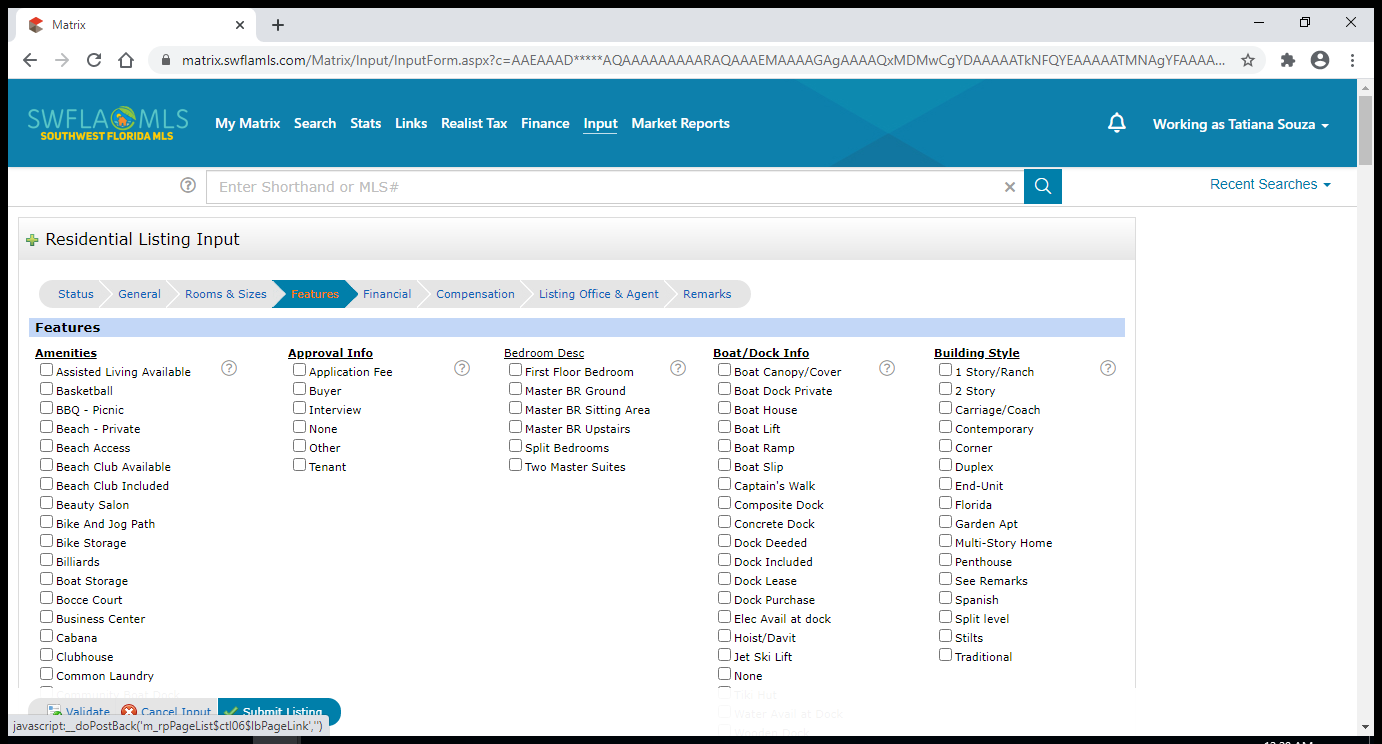 Matrix
matrix.swflamls.com/Matrix/Input/InputForm.aspx?c=AAEAAAD*****AQAAAAAAAAARAQAAAEMAAAAGAgAAAAQxMDMwCgYDAAAAATkNFQYEAAAAATMNAgYFAAAA...
SWFLA MLS
SOUTHWEST FLORIDA MLS
My Matrix Search Stats Links Realist Tax Finance Input Market Reports
Working as Tatiana Souza
Enter Shorthand or MLS#
Recent Searches
Residential Listing Input
Status General Rooms & Sizes Features Financial Compensation Listing Office & Agent Remarks
Features
Amenities
Assisted Living Available
Basketball
BBQ - Picnic
Beach - Private
Beach Access
Beach Club Available
Beach Club Included
Beauty Salon
Bike And Jog Path
Bike Storage
Billiards
Boat Storage
Bocce Court
Business Center
Cabana
Clubhouse
Common Laundry
Community Boat Dock
Approval Info
Application Fee
Buyer
Interview
None
Other
Tenant
Bedroom Desc
First Floor Bedroom
Master BR Ground
Master BR Sitting Area
Master BR Upstairs
Split Bedrooms
Two Master Suites
Boat/Dock Info
Boat Canopy/Cover
Boat Dock Private
Boat House
Boat Lift
Boat Ramp
Boat Slip
Captain's Walk
Composite Dock
Concrete Dock
Dock Deeded
Dock Included
Dock Lease
Dock Purchase
Elec Avail at dock
Hoist/Davit
Jet Ski Lift
None
Tiki Hut
Water Avail at Dock
Building Style
1 Story/Ranch
2 Story
Carriage/Coach
Contemporary
Corner
Duplex
End-Unit
Florida
Garden Apt
Multi-Story Home
Penthouse
See Remarks
Spanish
Split level
Stilts
Traditional
Validate Cancel Input Submit Listing
javascript:__doPostBack('m_rpPageList$ctl06$lbPageLink','')